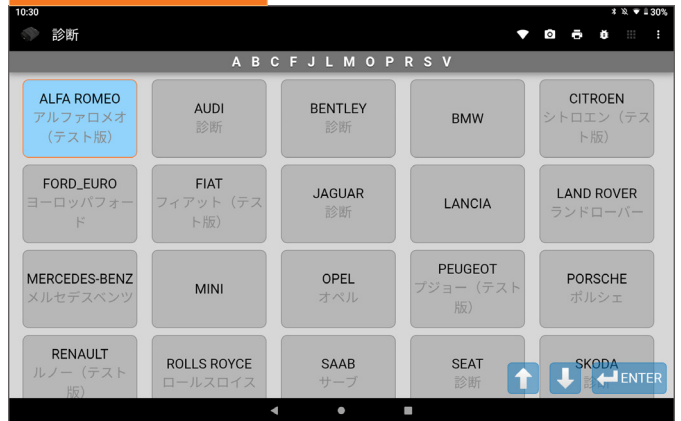 10:30
30%
診断
A B C F J L M O P R S V
ALFA ROMEO
アルファロメオ
（テスト版）
AUDI
診断
BENTLEY
診断
BMW
CITROEN
シトロエン（テス
ト版）
FORD_EURO
ヨーロッパフォー
ド
FIAT
フィアット（テス
ト版）
JAGUAR
診断
LANCIA
LAND ROVER
ランドローバー
MERCEDES-BENZ
メルセデスベンツ
MINI
OPEL
オペル
PEUGEOT
プジョー（テスト
版）
PORSCHE
ポルシェ
RENAULT
ルノー（テスト
版）
ROLLS ROYCE
ロールスロイス
SAAB
サーブ
SEAT
診断
SKODA
ENTER